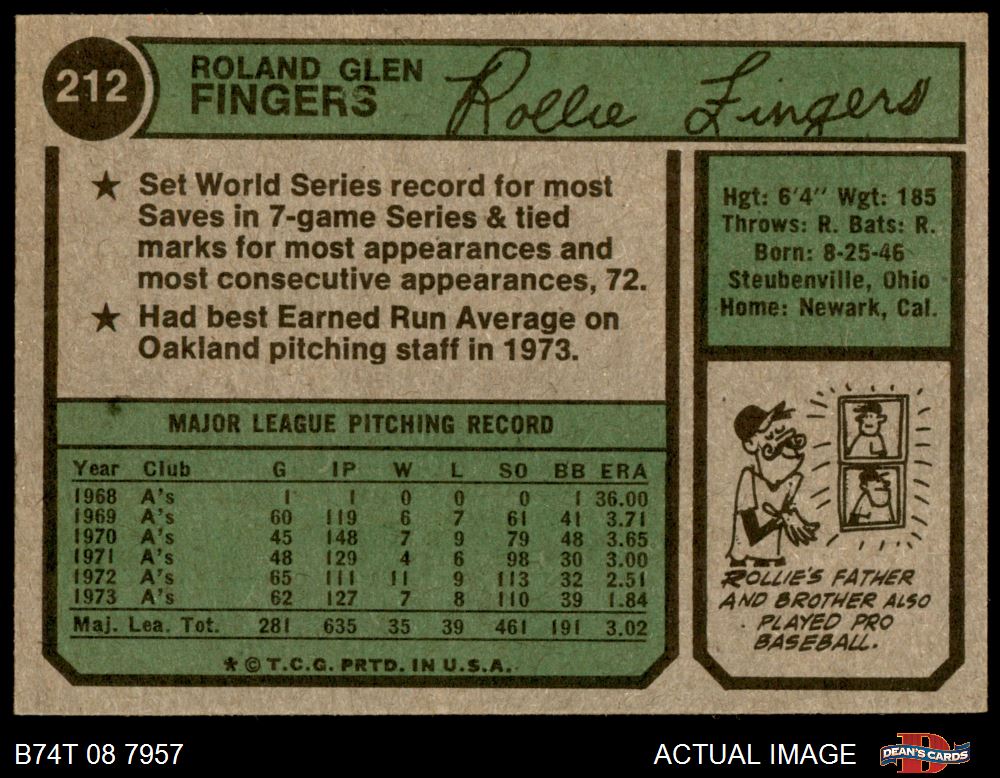 212
ROLAND GLEN
FINGERS
Rollie Fingers
★ Set World Series record for most
Saves in 7-game Series & tied
marks for most appearances and
most consecutive appearances, 72.
★ Had best Earned Run Average on
Oakland pitching staff in 1973.
Hgt: 6'4" Wgt: 185
Throws: R. Bats: R.
Born: 8-25-46
Steubenville, Ohio
Home: Newark, Cal.
MAJOR LEAGUE PITCHING RECORD
Year Club G IP W L SO BB ERA
1968 A's 1 1 0 0 0 1 36.00
1969 A's 60 119 6 7 61 41 3.71
1970 A's 45 148 7 9 79 48 3.65
1971 A's 48 129 4 6 98 30 3.00
1972 A's 65 111 11 9 113 32 2.51
1973 A's 62 127 7 8 110 39 1.84
Maj. Lea. Tot. 281 635 35 39 461 191 3.02
★ © T.C.G. PRTD. IN U.S.A.
ROLLIE'S FATHER
AND BROTHER ALSO
PLAYED PRO
BASEBALL.
B74T 08 7957
ACTUAL IMAGE
DEAN'S CARDS